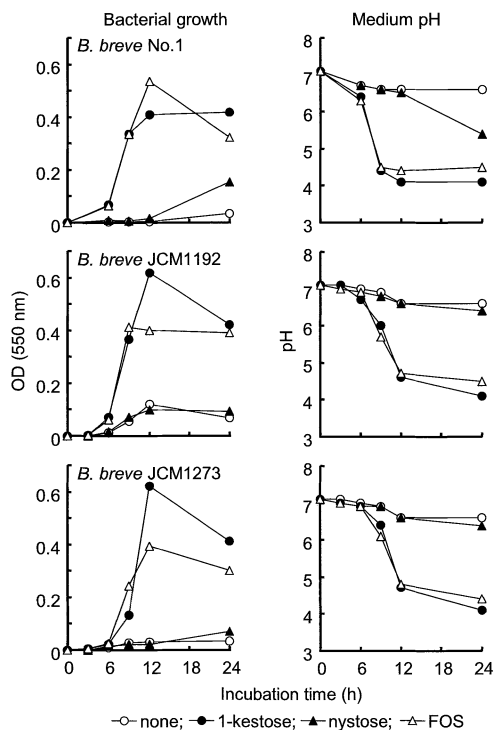 Bacterial growth
Medium pH
B. breve No.1
0.6
0.4
0.2
0
8
7
6
5
4
3
B. breve JCM1192
0.6
0.4
0.2
0
8
7
6
5
4
3
B. breve JCM1273
0.6
0.4
0.2
0
8
7
6
5
4
3
OD (550 nm)
pH
0 6 12 18 24
0 6 12 18 24
Incubation time (h)
none; 1-kestose; nystose; FOS